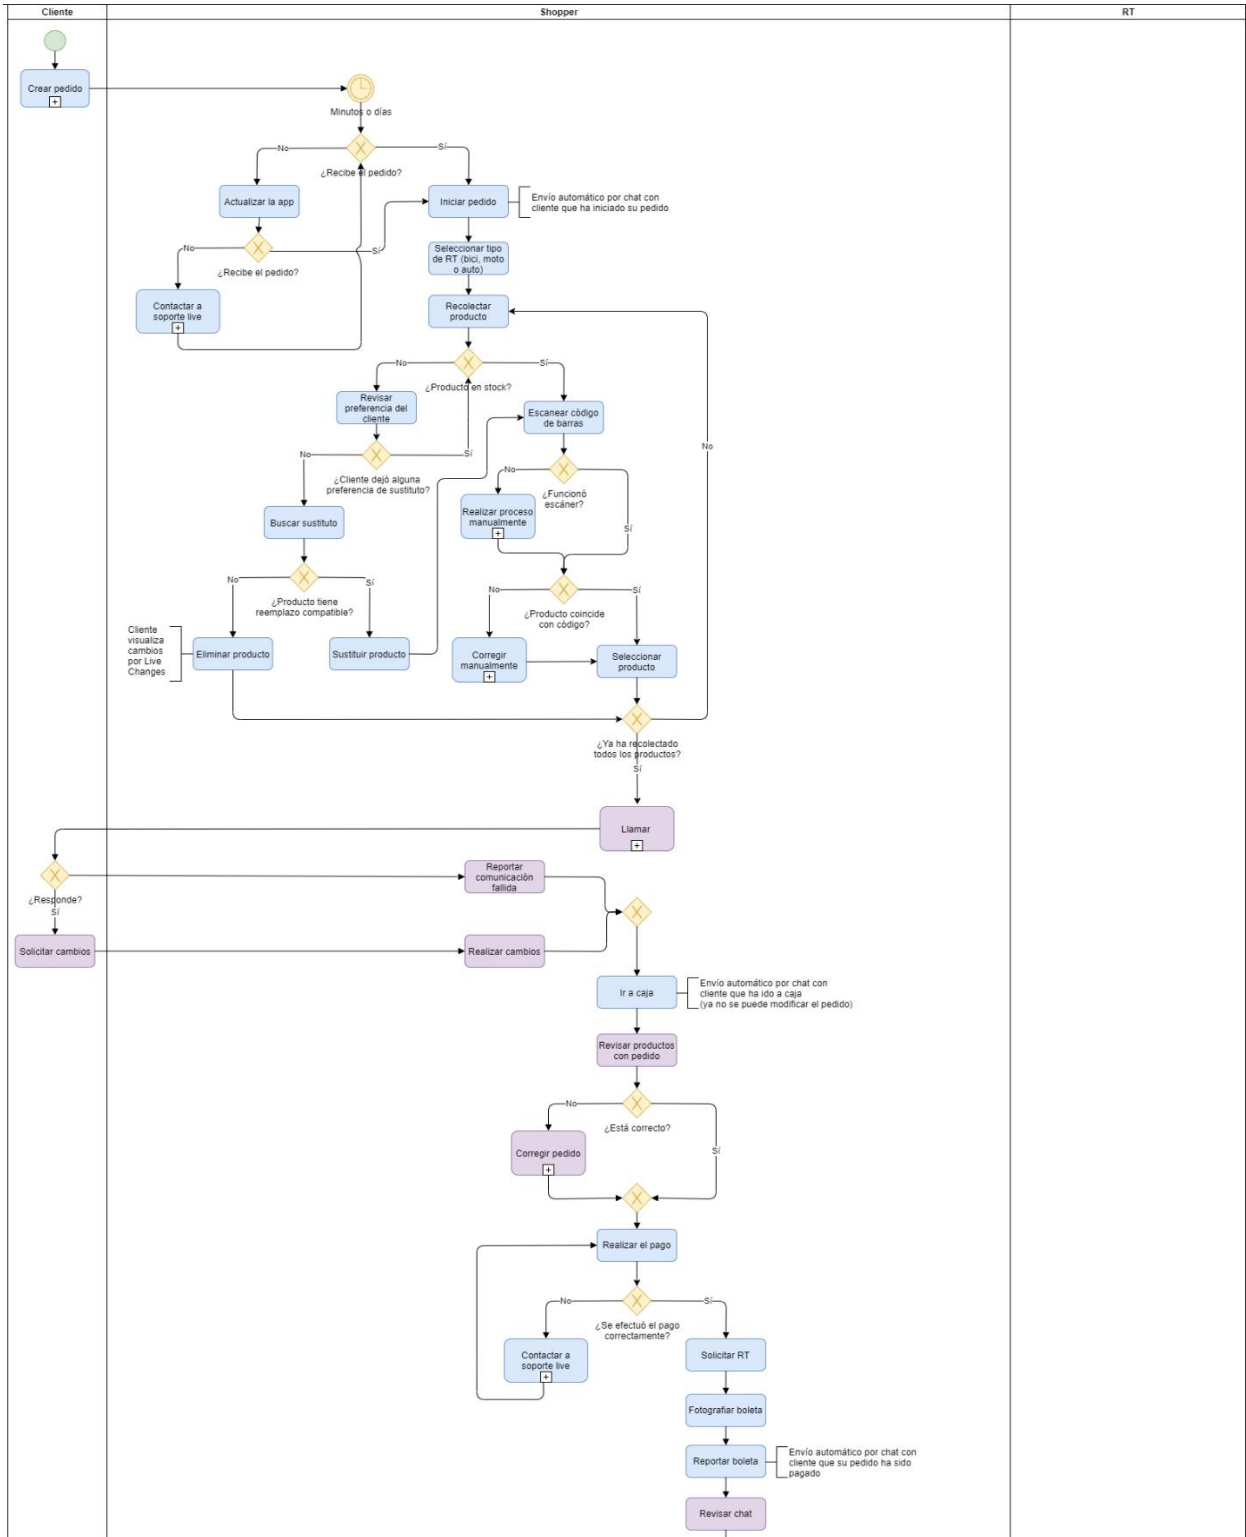 Cliente
Shopper
RT
Crear pedido
Minutos o días
No
Sí
¿Recibe el pedido?
Actualizar la app
Iniciar pedido
Envío automático por chat con
cliente que ha iniciado su pedido
No
Sí
¿Recibe el pedido?
Seleccionar tipo
de RT (bici, moto
o auto)
Contactar a
soporte live
Recolectar
producto
No
Sí
¿Producto en stock?
Revisar
preferencia del
cliente
Escanear código
de barras
No
No
Sí
¿Cliente dejó alguna
preferencia de sustituto?
No
¿Funcionó
escáner?
Buscar sustituto
Realizar proceso
manualmente
Sí
No
Sí
¿Producto tiene
reemplazo compatible?
No
Sí
¿Producto coincide
con código?
Cliente
visualiza
cambios
por Live
Changes
Eliminar producto
Sustituir producto
Corregir
manualmente
Seleccionar
producto
¿Ya ha recolectado
todos los productos?
Sí
Llamar
¿Responde?
Sí
Reportar
comunicación
fallida
Solicitar cambios
Realizar cambios
Ir a caja
Envío automático por chat con
cliente que ha ido a caja
(ya no se puede modificar el pedido)
Revisar productos
con pedido
No
¿Está correcto?
Sí
Corregir pedido
Realizar el pago
No
Sí
¿Se efectuó el pago
correctamente?
Contactar a
soporte live
Solicitar RT
Fotografiar boleta
Reportar boleta
Envío automático por chat con
cliente que su pedido ha sido
pagado
Revisar chat